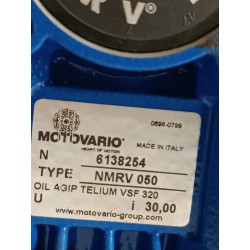 V
0698-0799
MOTOVARIO®
HEART OF MOTION
MADE IN ITALY
N 6138254
TYPE NMRV 050
OIL AGIP TELIUM VSF 320
U i 30,00
www.motovario-group.com